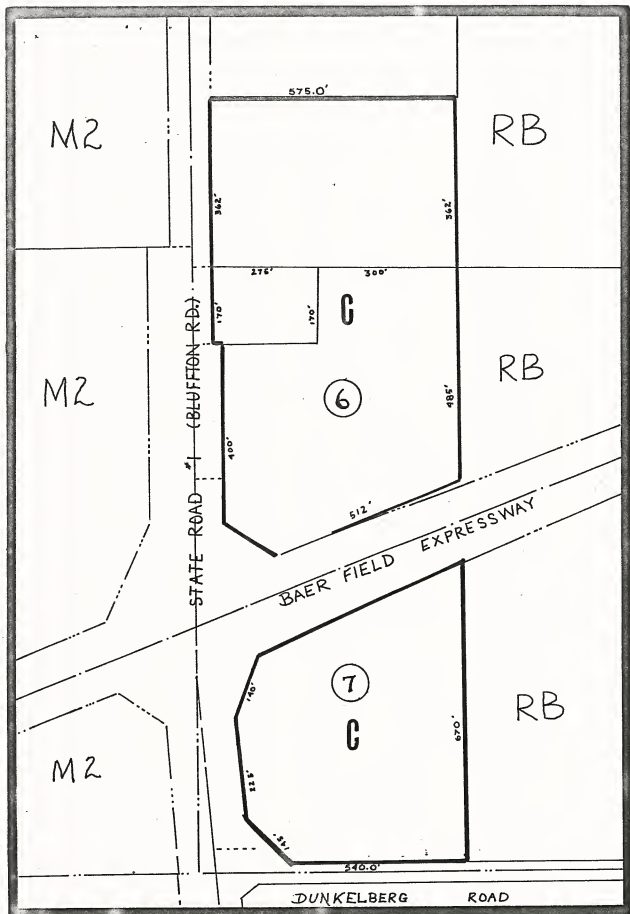 575.0'
M2
RB
362'
362'
275'
300'
170'
170'
C
STATE ROAD #1 (BLUFFTON RD.)
RB
M2
6
485'
400'
512'
BAER FIELD EXPRESSWAY
7
140'
C
RB
670'
M2
225'
145'
540.0'
DUNKELBERG ROAD